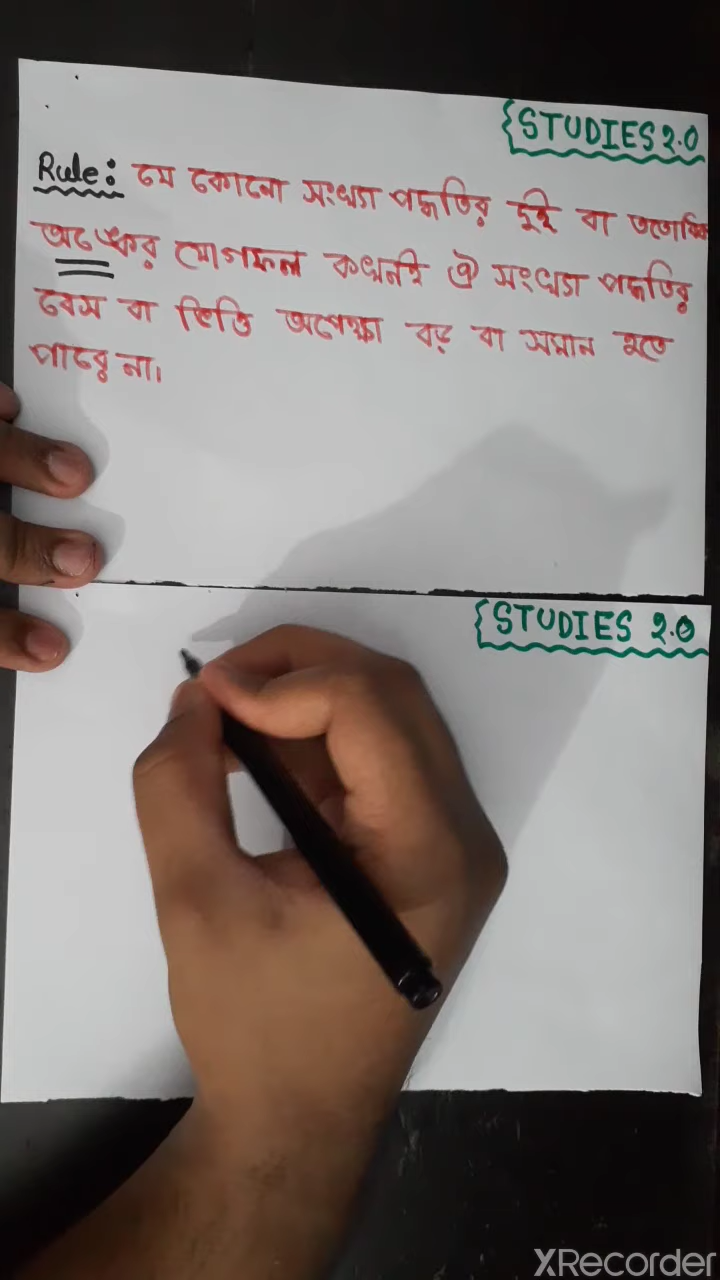 {STUDIES 2.0
Rule: যে কোনো সংখ্যা পদ্ধতির দুই বা ততোধিক
অঙ্কের যোগফল কখনই ঐ সংখ্যা পদ্ধতির
বেস বা ভিত্তি অপেক্ষা বড় বা সমান হতে
পারবে না।
{STUDIES 2.0
XRecorder